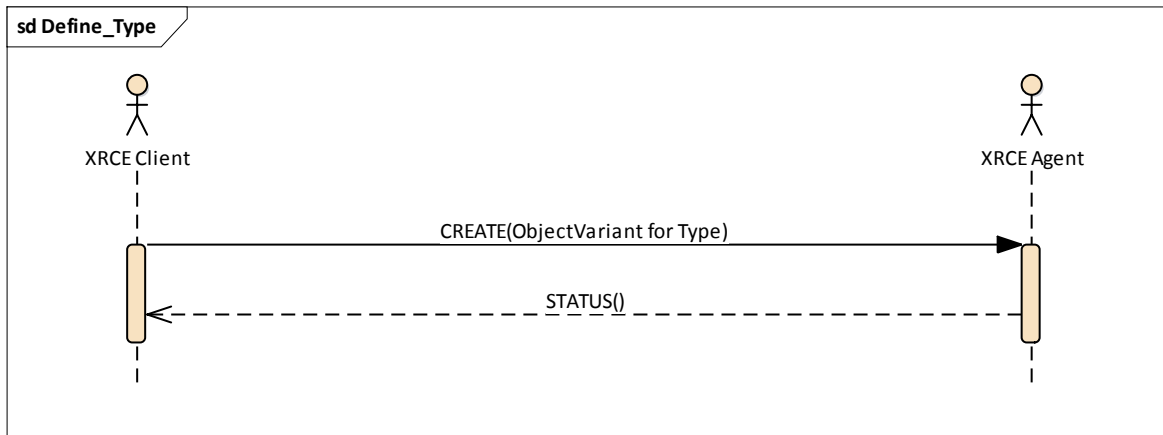 sd Define_Type
XRCE Client
XRCE Agent
CREATE(ObjectVariant for Type)
STATUS()